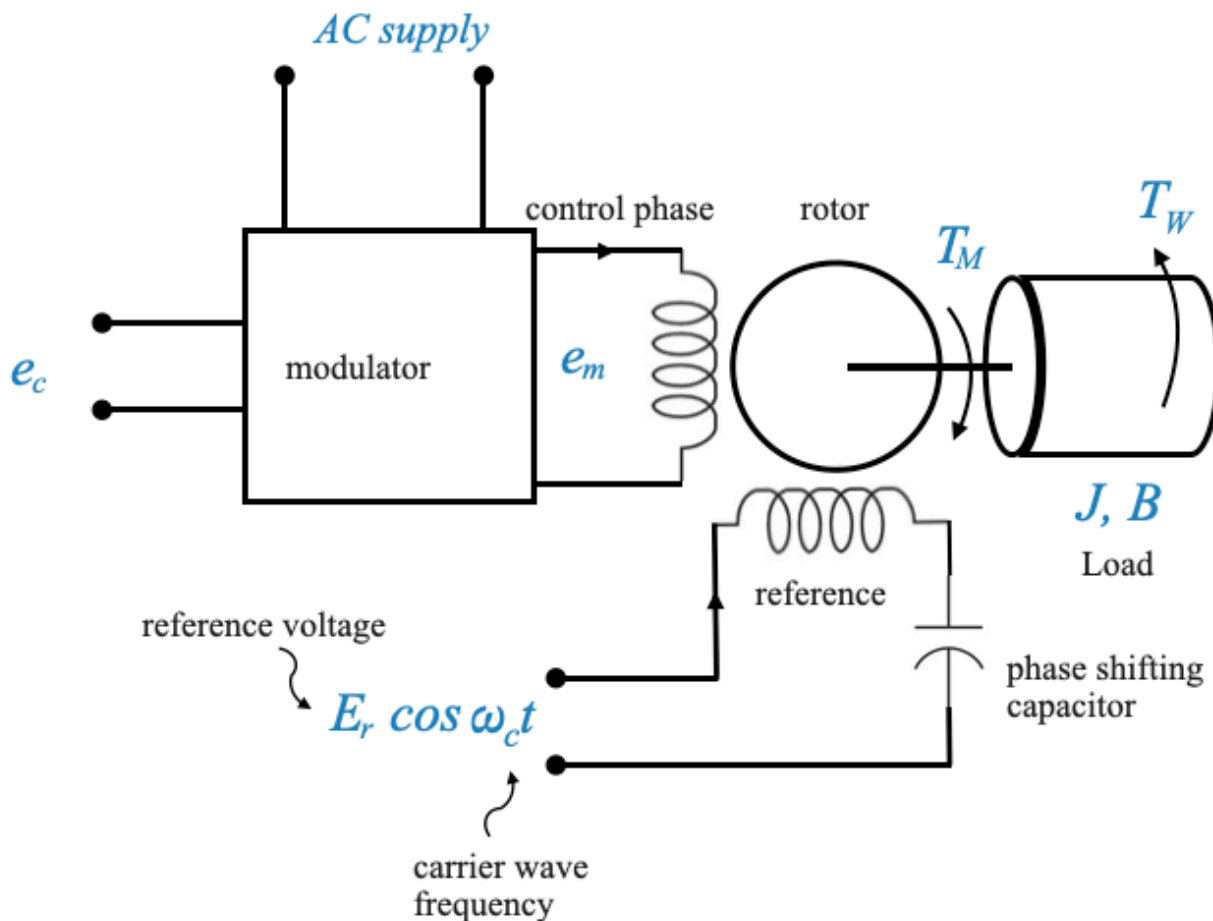 AC supply
control phase
rotor
T_W
T_M
e_c
modulator
e_m
J, B
Load
reference
reference voltage
phase shifting
capacitor
E_r cos ω_c t
carrier wave
frequency